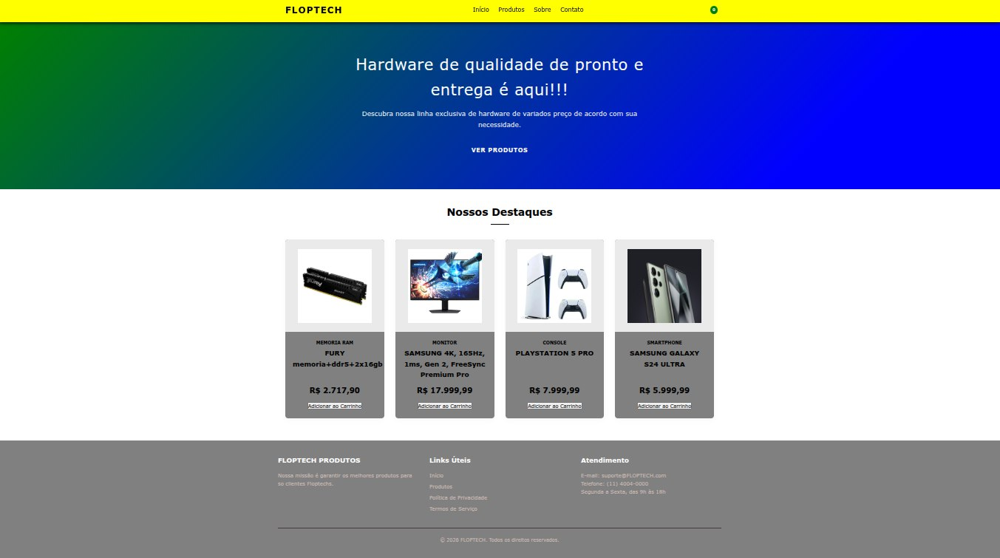 FLOPTECH
Início Produtos Sobre Contato
0
Hardware de qualidade de pronto e
entrega é aqui!!!
Descubra nossa linha exclusiva de hardware de variados preço de acordo com sua
necessidade.
VER PRODUTOS
Nossos Destaques
FURY
BEAST
MEMORIA RAM
FURY
memoria+ddr5+2x16gb
R$ 2.717,90
Adicionar ao Carrinho
MONITOR
SAMSUNG 4K, 165Hz,
1ms, Gen 2, FreeSync
Premium Pro
R$ 17.999,99
Adicionar ao Carrinho
CONSOLE
PLAYSTATION 5 PRO
R$ 7.999,99
Adicionar ao Carrinho
SMARTPHONE
SAMSUNG GALAXY
S24 ULTRA
R$ 5.999,99
Adicionar ao Carrinho
FLOPTECH PRODUTOS
Nossa missão é garantir os melhores produtos para
so clientes Floptechs.
Links Úteis
Início
Produtos
Política de Privacidade
Termos de Serviço
Atendimento
E-mail: suporte@FLOPTECH.com
Telefone: (11) 4004-0000
Segunda a Sexta, das 9h às 18h
© 2026 FLOPTECH. Todos os direitos reservados.